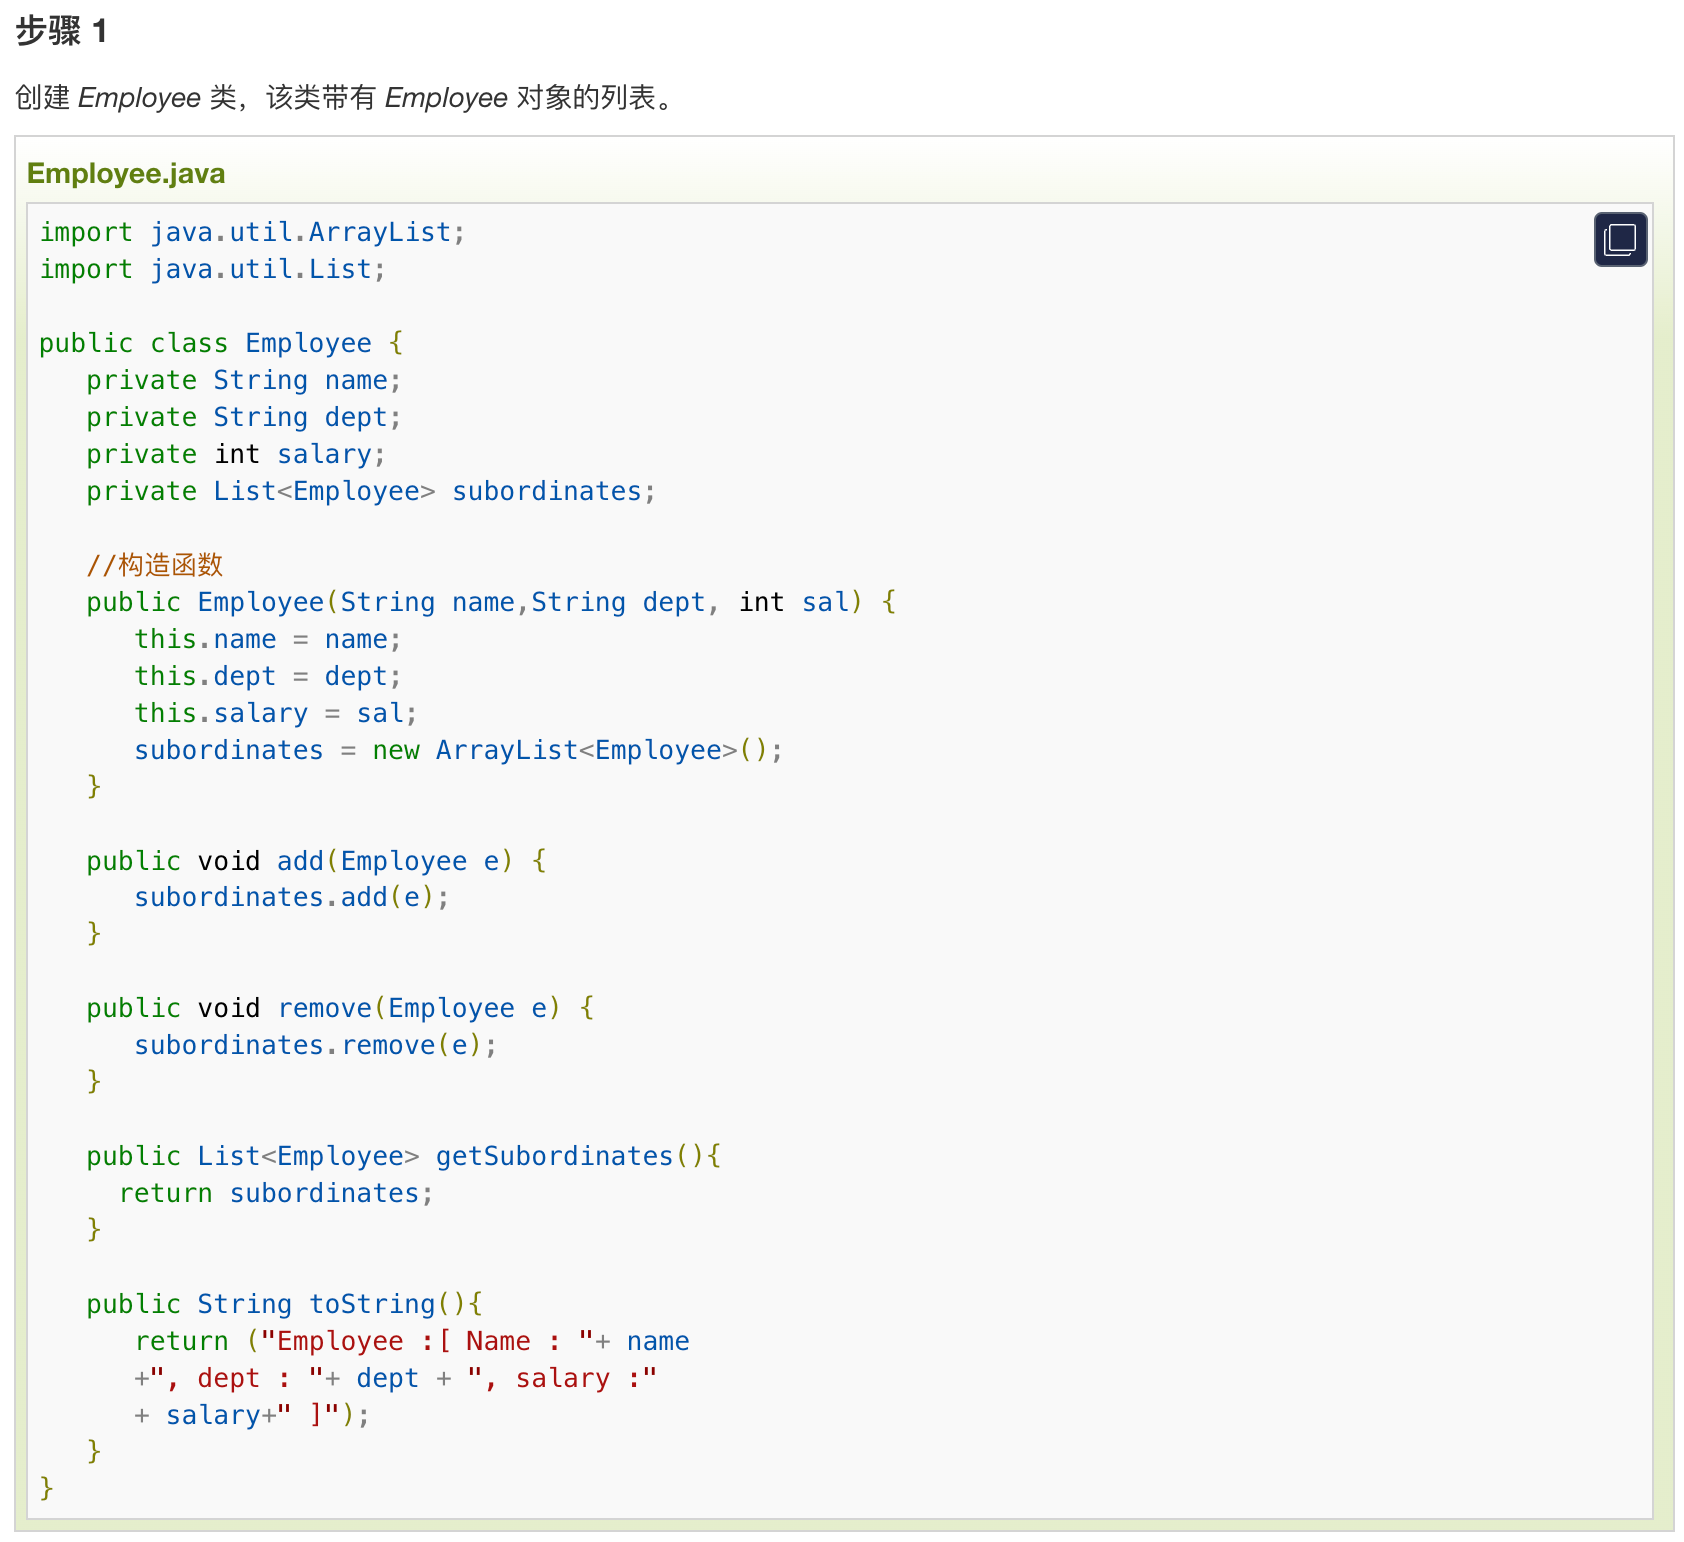 步骤 1
创建 Employee 类，该类带有 Employee 对象的列表。
Employee.java
import java.util.ArrayList;
import java.util.List;

public class Employee {
   private String name;
   private String dept;
   private int salary;
   private List<Employee> subordinates;

   //构造函数
   public Employee(String name,String dept, int sal) {
      this.name = name;
      this.dept = dept;
      this.salary = sal;
      subordinates = new ArrayList<Employee>();
   }

   public void add(Employee e) {
      subordinates.add(e);
   }

   public void remove(Employee e) {
      subordinates.remove(e);
   }

   public List<Employee> getSubordinates(){
     return subordinates;
   }

   public String toString(){
      return ("Employee :[ Name : "+ name
      +", dept : "+ dept + ", salary :"
      + salary+" ]");
   }
}